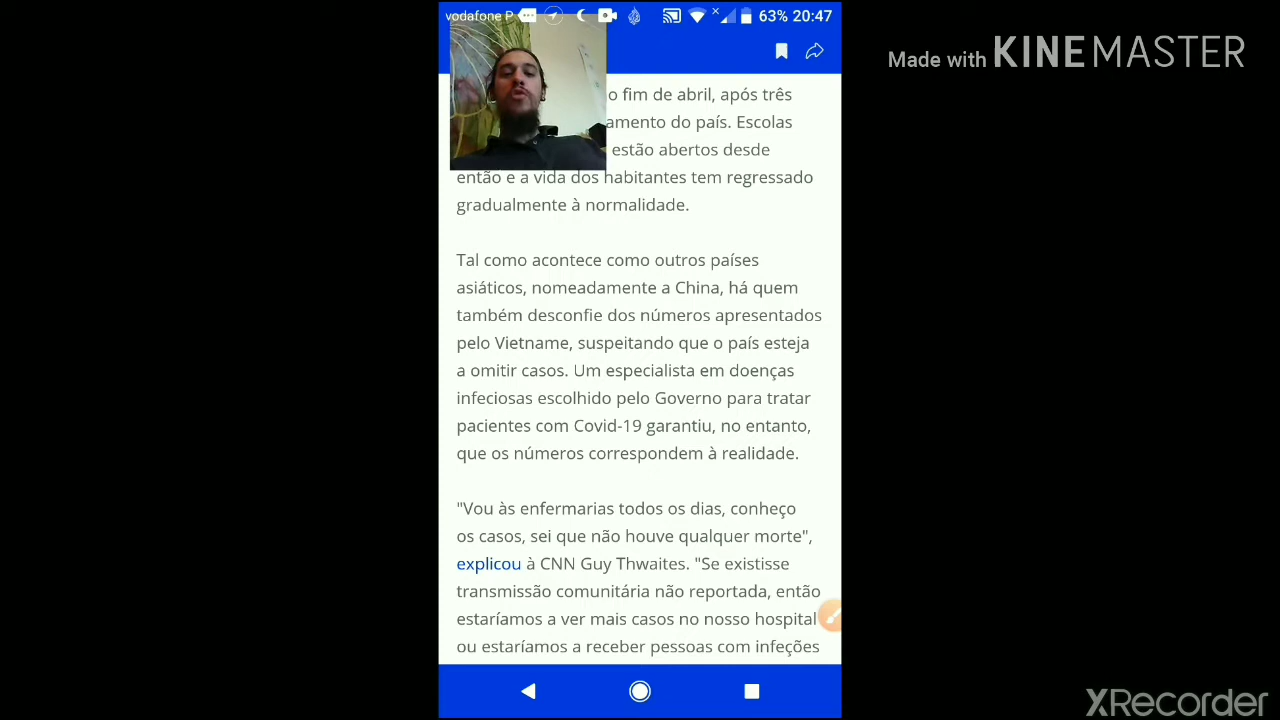 vodafone P
63% 20:47
Made with KINEMASTER
o fim de abril, após três
amento do país. Escolas
estão abertos desde
então e a vida dos habitantes tem regressado
gradualmente à normalidade.
Tal como acontece como outros países
asiáticos, nomeadamente a China, há quem
também desconfie dos números apresentados
pelo Vietname, suspeitando que o país esteja
a omitir casos. Um especialista em doenças
infeciosas escolhido pelo Governo para tratar
pacientes com Covid-19 garantiu, no entanto,
que os números correspondem à realidade.
"Vou às enfermarias todos os dias, conheço
os casos, sei que não houve qualquer morte",
explicou à CNN Guy Thwaites. "Se existisse
transmissão comunitária não reportada, então
estaríamos a ver mais casos no nosso hospital
ou estaríamos a receber pessoas com infeções
XRecorder